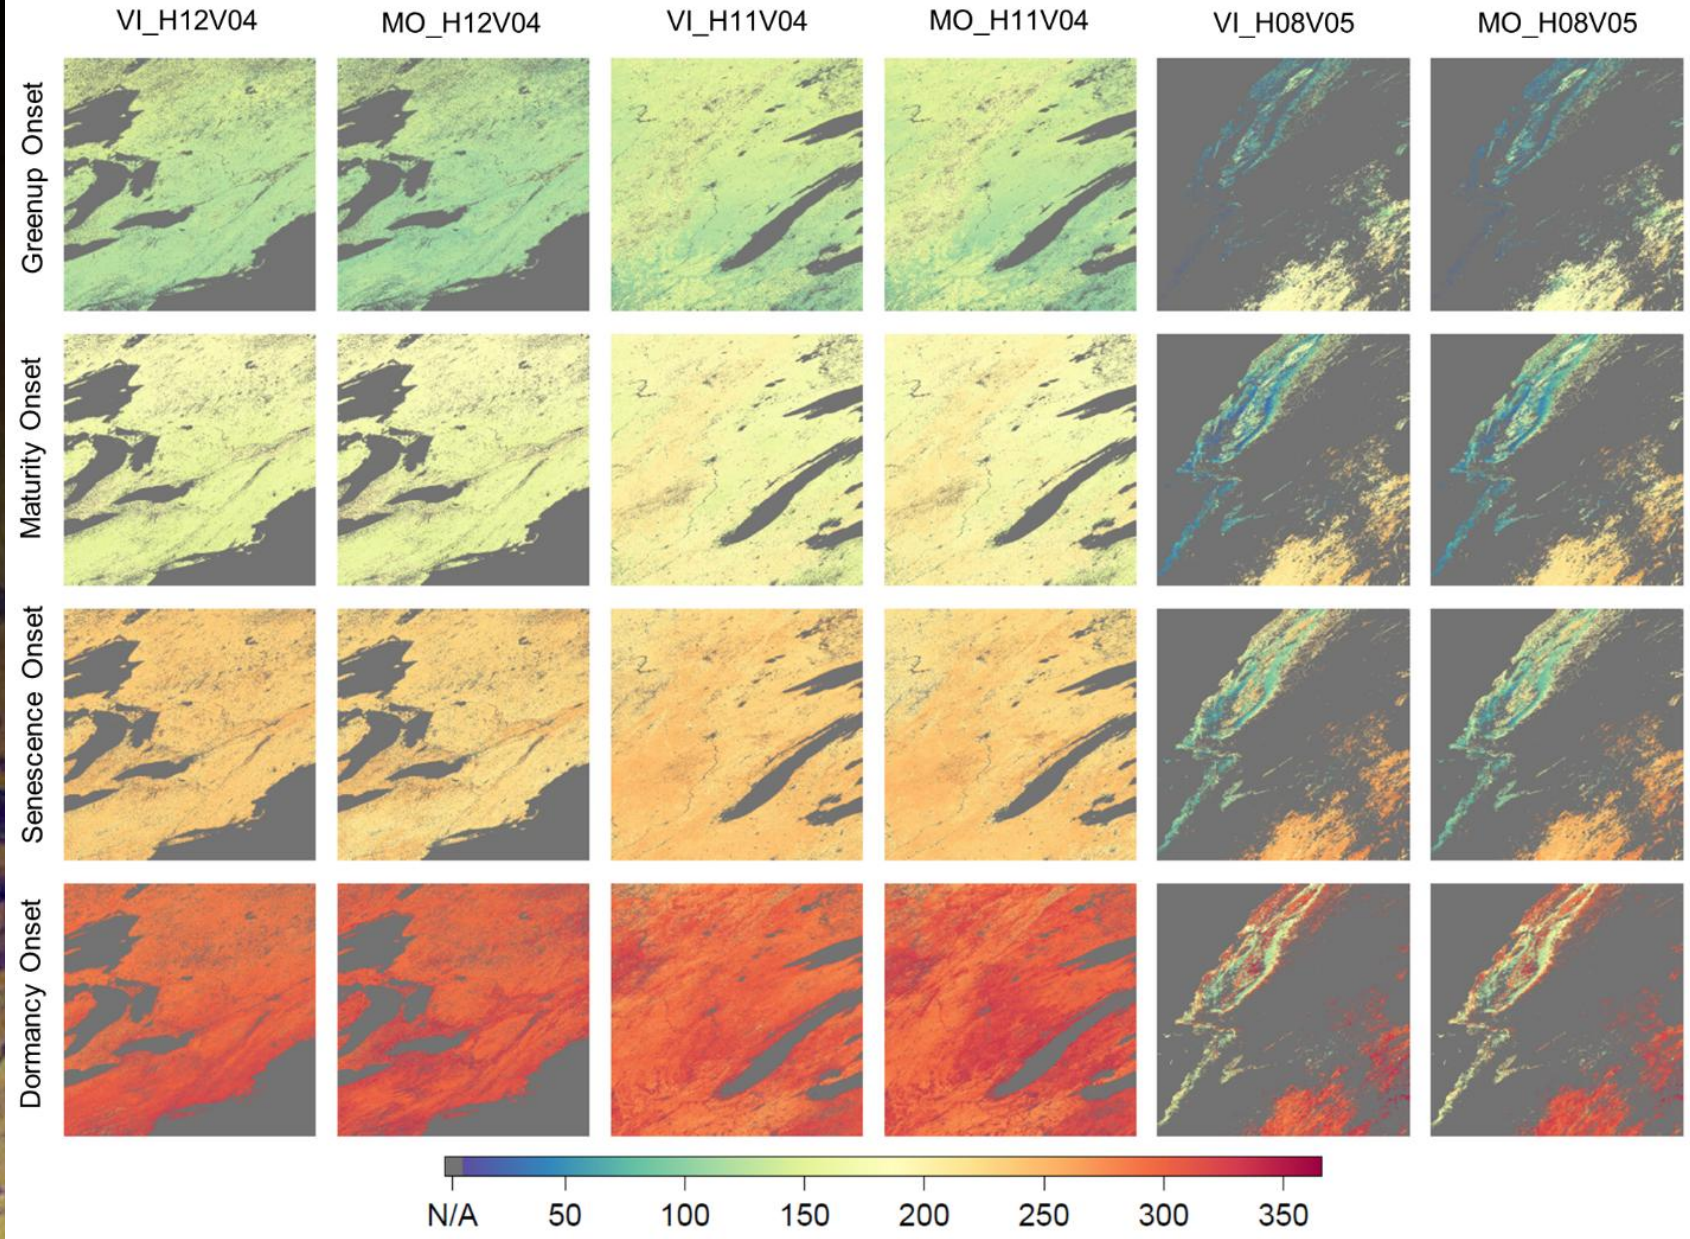 VI_H12V04 MO_H12V04 VI_H11V04 MO_H11V04 VI_H08V05 MO_H08V05
Greenup Onset
Maturity Onset
Senescence Onset
Dormancy Onset
N/A 50 100 150 200 250 300 350